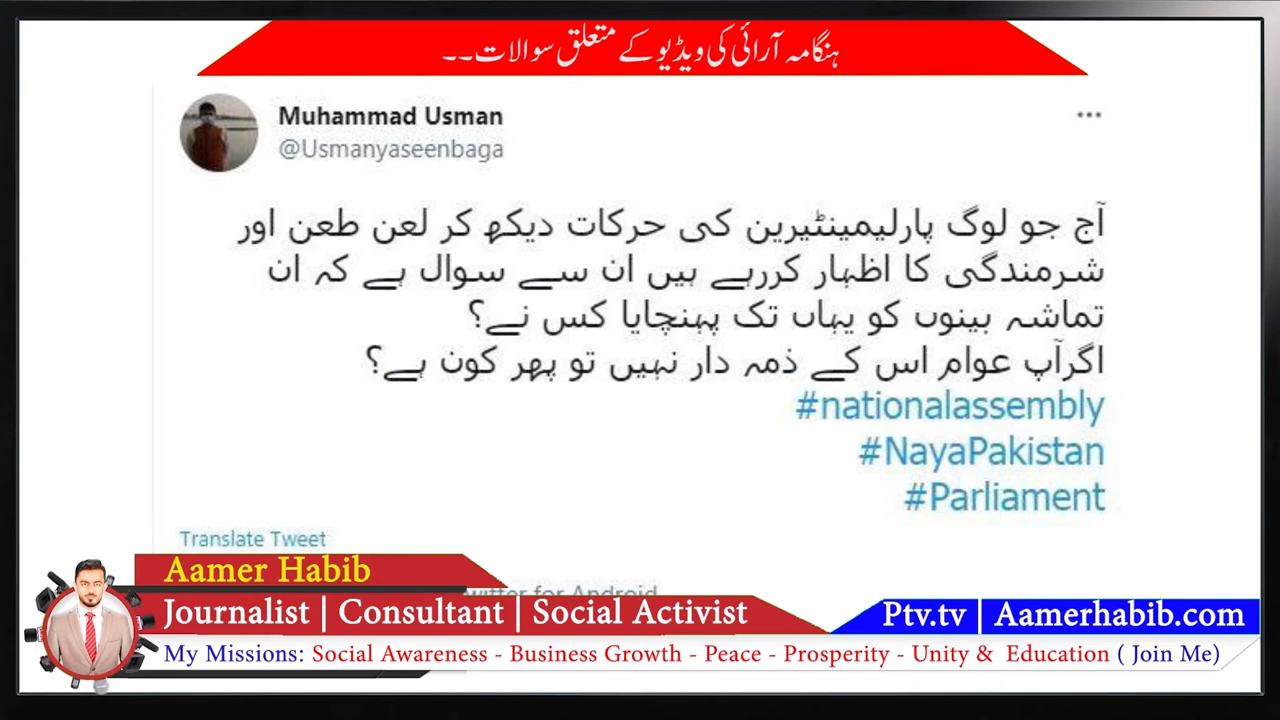 ہنگامہ آرائی کی ویڈیو کے متعلق سوالات۔۔
Muhammad Usman
@Usmanyaseenbaga
آج جو لوگ پارلیمینٹیرین کی حرکات دیکھ کر لعن طعن اور
شرمندگی کا اظہار کررہے ہیں ان سے سوال ہے کہ ان
تماشہ بینوں کو یہاں تک پہنچایا کس نے؟
اگرآپ عوام اس کے ذمہ دار نہیں تو پھر کون ہے؟
#nationalassembly
#NayaPakistan
#Parliament
Translate Tweet
Twitter for Android
Aamer Habib
Journalist | Consultant | Social Activist
Ptv.tv | Aamerhabib.com
My Missions: Social Awareness - Business Growth - Peace - Prosperity - Unity & Education ( Join Me)